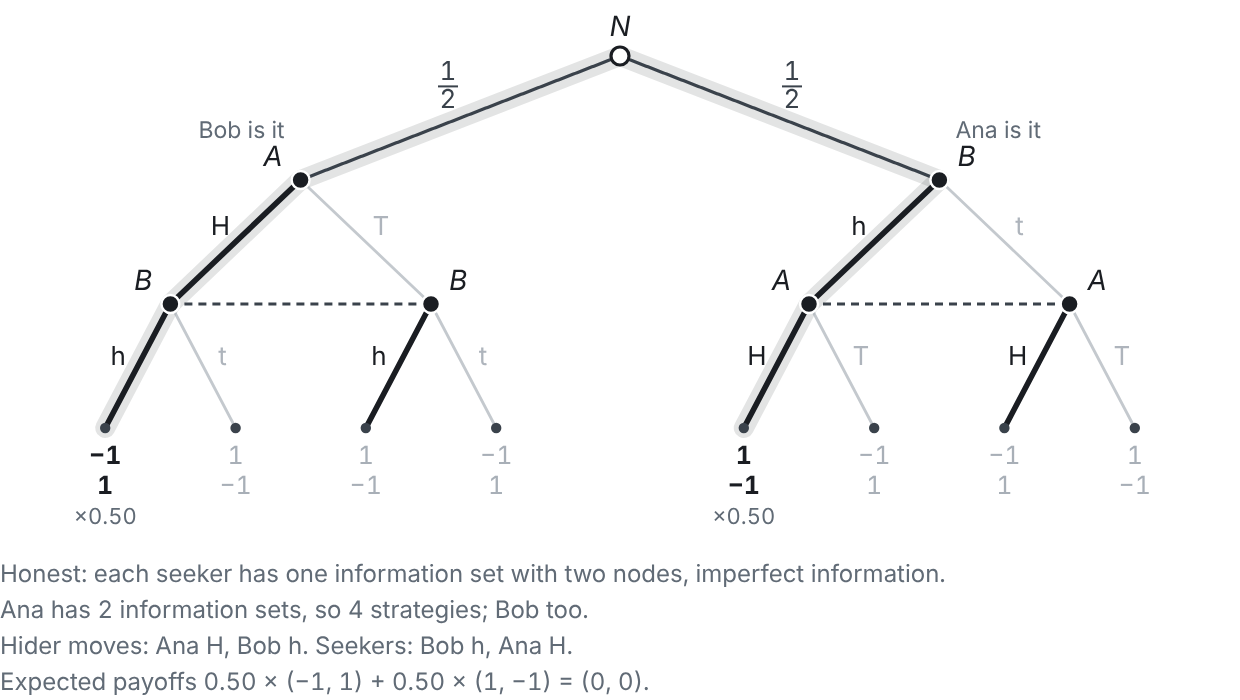 N
1
2
1
2
Bob is it
Ana is it
A
B
H
T
h
t
B
B
A
A
h
t
h
t
H
T
H
T
−1
1
1
−1
1
−1
−1
1
1
−1
−1
1
−1
1
1
−1
×0.50
×0.50
Honest: each seeker has one information set with two nodes, imperfect information.
Ana has 2 information sets, so 4 strategies; Bob too.
Hider moves: Ana H, Bob h. Seekers: Bob h, Ana H.
Expected payoffs 0.50 × (−1, 1) + 0.50 × (1, −1) = (0, 0).